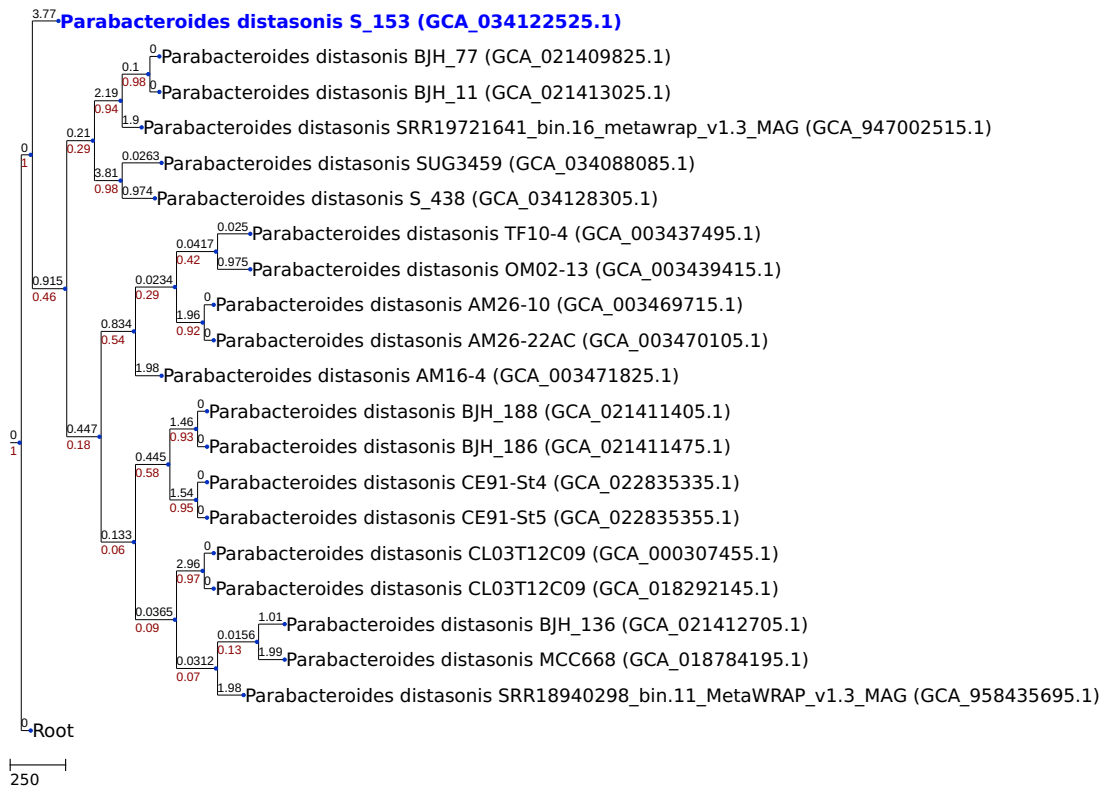 3.77
Parabacteroides distasonis S_153 (GCA_034122525.1)
0
Parabacteroides distasonis BJH_77 (GCA_021409825.1)
0.1
0.98
0
Parabacteroides distasonis BJH_11 (GCA_021413025.1)
2.19
0.94
1.9
Parabacteroides distasonis SRR19721641_bin.16_metawrap_v1.3_MAG (GCA_947002515.1)
0.21
0.29
0
1
0.0263
Parabacteroides distasonis SUG3459 (GCA_034088085.1)
3.81
0.98
0.974
Parabacteroides distasonis S_438 (GCA_034128305.1)
0.025
Parabacteroides distasonis TF10-4 (GCA_003437495.1)
0.0417
0.42
0.975
Parabacteroides distasonis OM02-13 (GCA_003439415.1)
0.915
0.46
0.0234
0.29
0
Parabacteroides distasonis AM26-10 (GCA_003469715.1)
1.96
0.92
0
Parabacteroides distasonis AM26-22AC (GCA_003470105.1)
0.834
0.54
1.98
Parabacteroides distasonis AM16-4 (GCA_003471825.1)
0
Parabacteroides distasonis BJH_188 (GCA_021411405.1)
1.46
0.93
0
Parabacteroides distasonis BJH_186 (GCA_021411475.1)
0.447
0.18
0
1
0.445
0.58
0
Parabacteroides distasonis CE91-St4 (GCA_022835335.1)
1.54
0.95
0
Parabacteroides distasonis CE91-St5 (GCA_022835355.1)
0.133
0.06
0
Parabacteroides distasonis CL03T12C09 (GCA_000307455.1)
2.96
0.97
0
Parabacteroides distasonis CL03T12C09 (GCA_018292145.1)
0.0365
0.09
1.01
Parabacteroides distasonis BJH_136 (GCA_021412705.1)
0.0156
0.13
1.99
Parabacteroides distasonis MCC668 (GCA_018784195.1)
0.0312
0.07
1.98
Parabacteroides distasonis SRR18940298_bin.11_MetaWRAP_v1.3_MAG (GCA_958435695.1)
0
Root
250